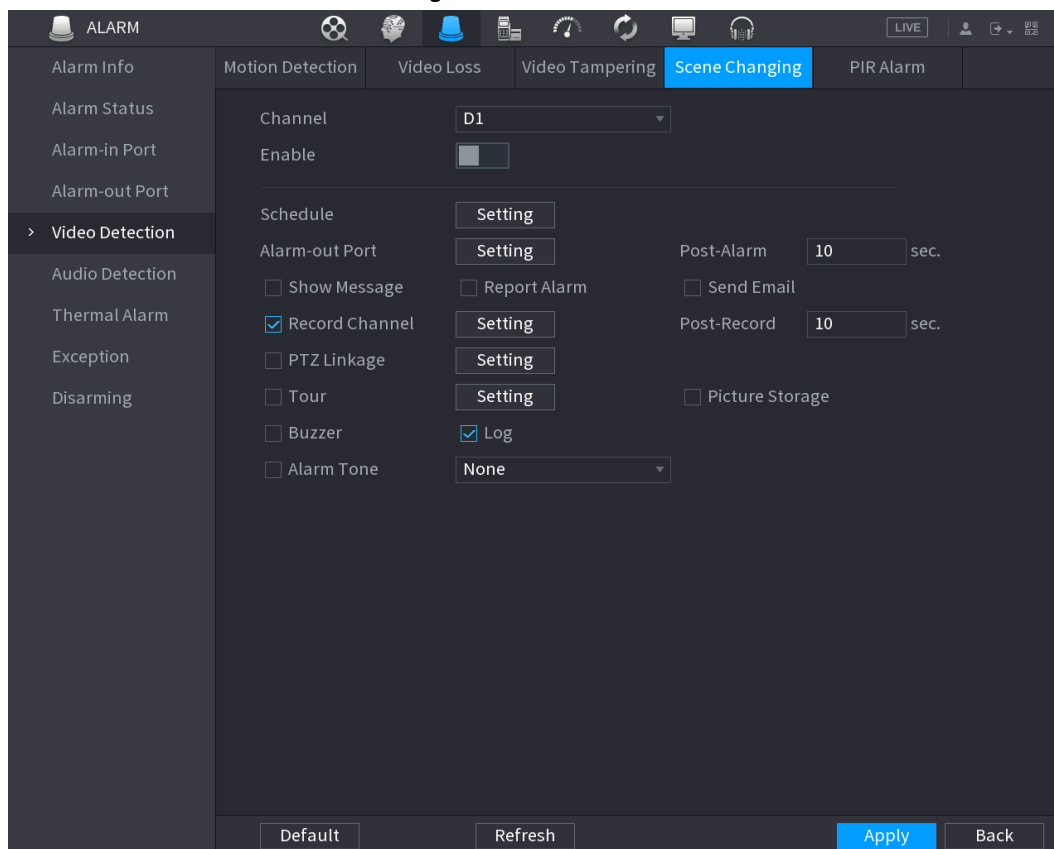 ALARM
LIVE
Alarm Info
Alarm Status
Alarm-in Port
Alarm-out Port
Video Detection
Audio Detection
Thermal Alarm
Exception
Disarming
Motion Detection Video Loss Video Tampering Scene Changing PIR Alarm
Channel D1
Enable
Schedule Setting
Alarm-out Port Setting Post-Alarm 10 sec.
Show Message Report Alarm Send Email
Record Channel Setting Post-Record 10 sec.
PTZ Linkage Setting
Tour Setting Picture Storage
Buzzer Log
Alarm Tone None
Default Refresh Apply Back